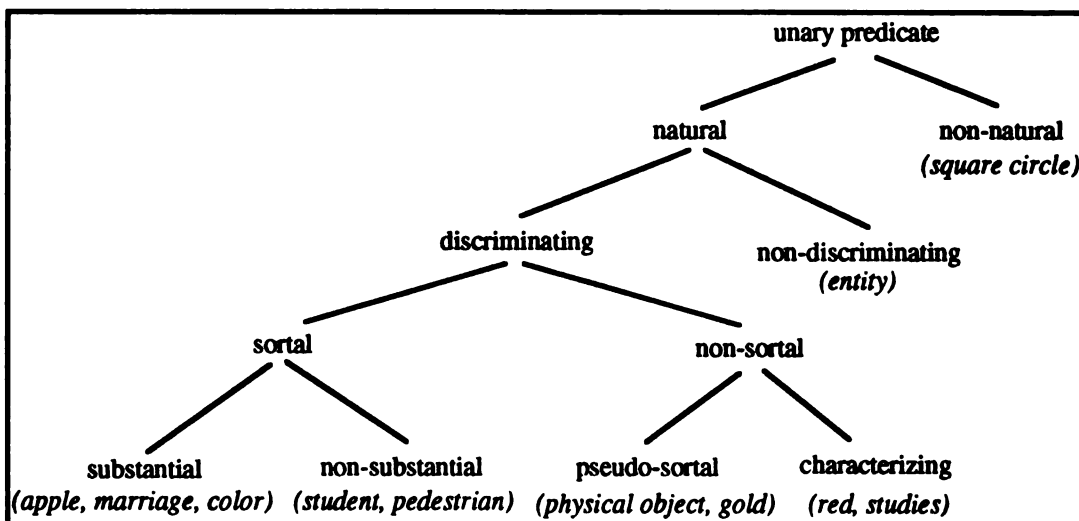 unary predicate
natural non-natural
(square circle)
discriminating non-discriminating
(entity)
sortal non-sortal
substantial non-substantial pseudo-sortal characterizing
(apple, marriage, color) (student, pedestrian) (physical object, gold) (red, studies)